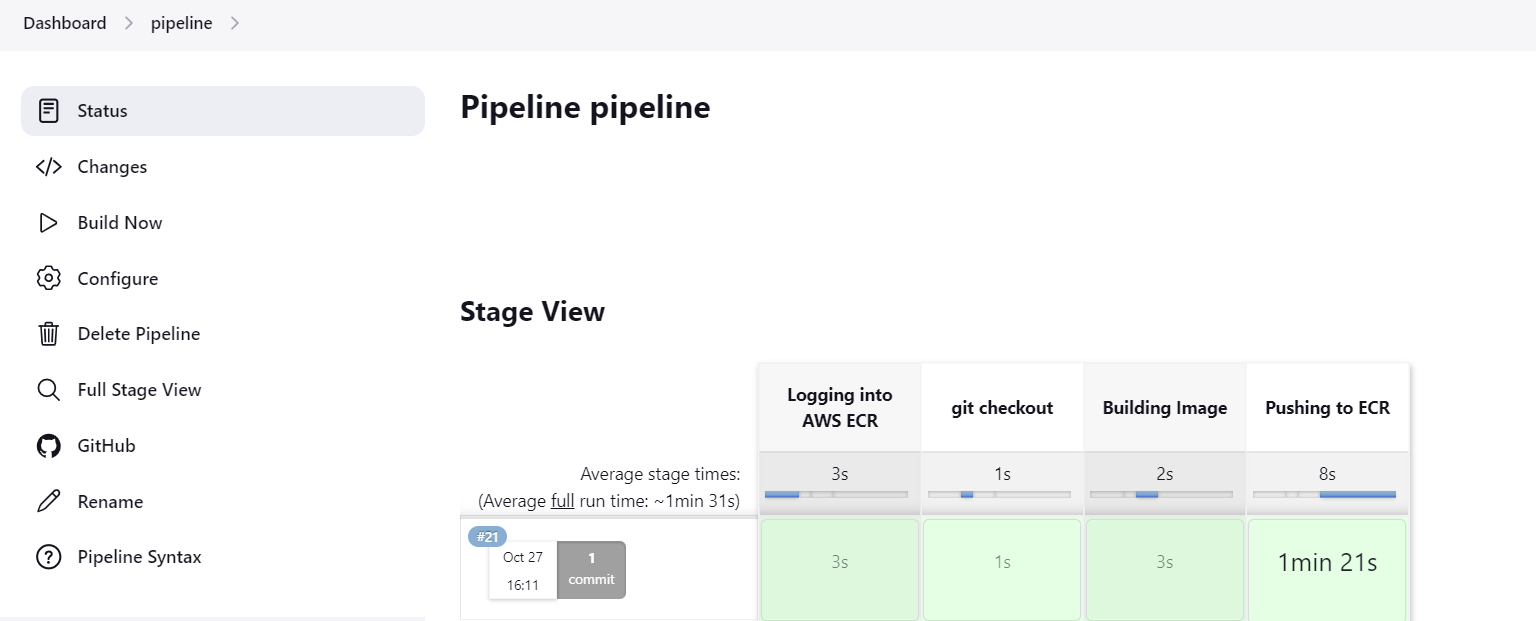 Dashboard
pipeline
Status
Changes
Build Now
Configure
Delete Pipeline
Full Stage View
GitHub
Rename
Pipeline Syntax
Pipeline pipeline
Stage View
Logging into
AWS ECR
git checkout
Building Image
Pushing to ECR
Average stage times:
(Average full run time: ~1min 31s)
3s
1s
2s
8s
#21
Oct 27
16:11
1
commit
3s
1s
3s
1min 21s